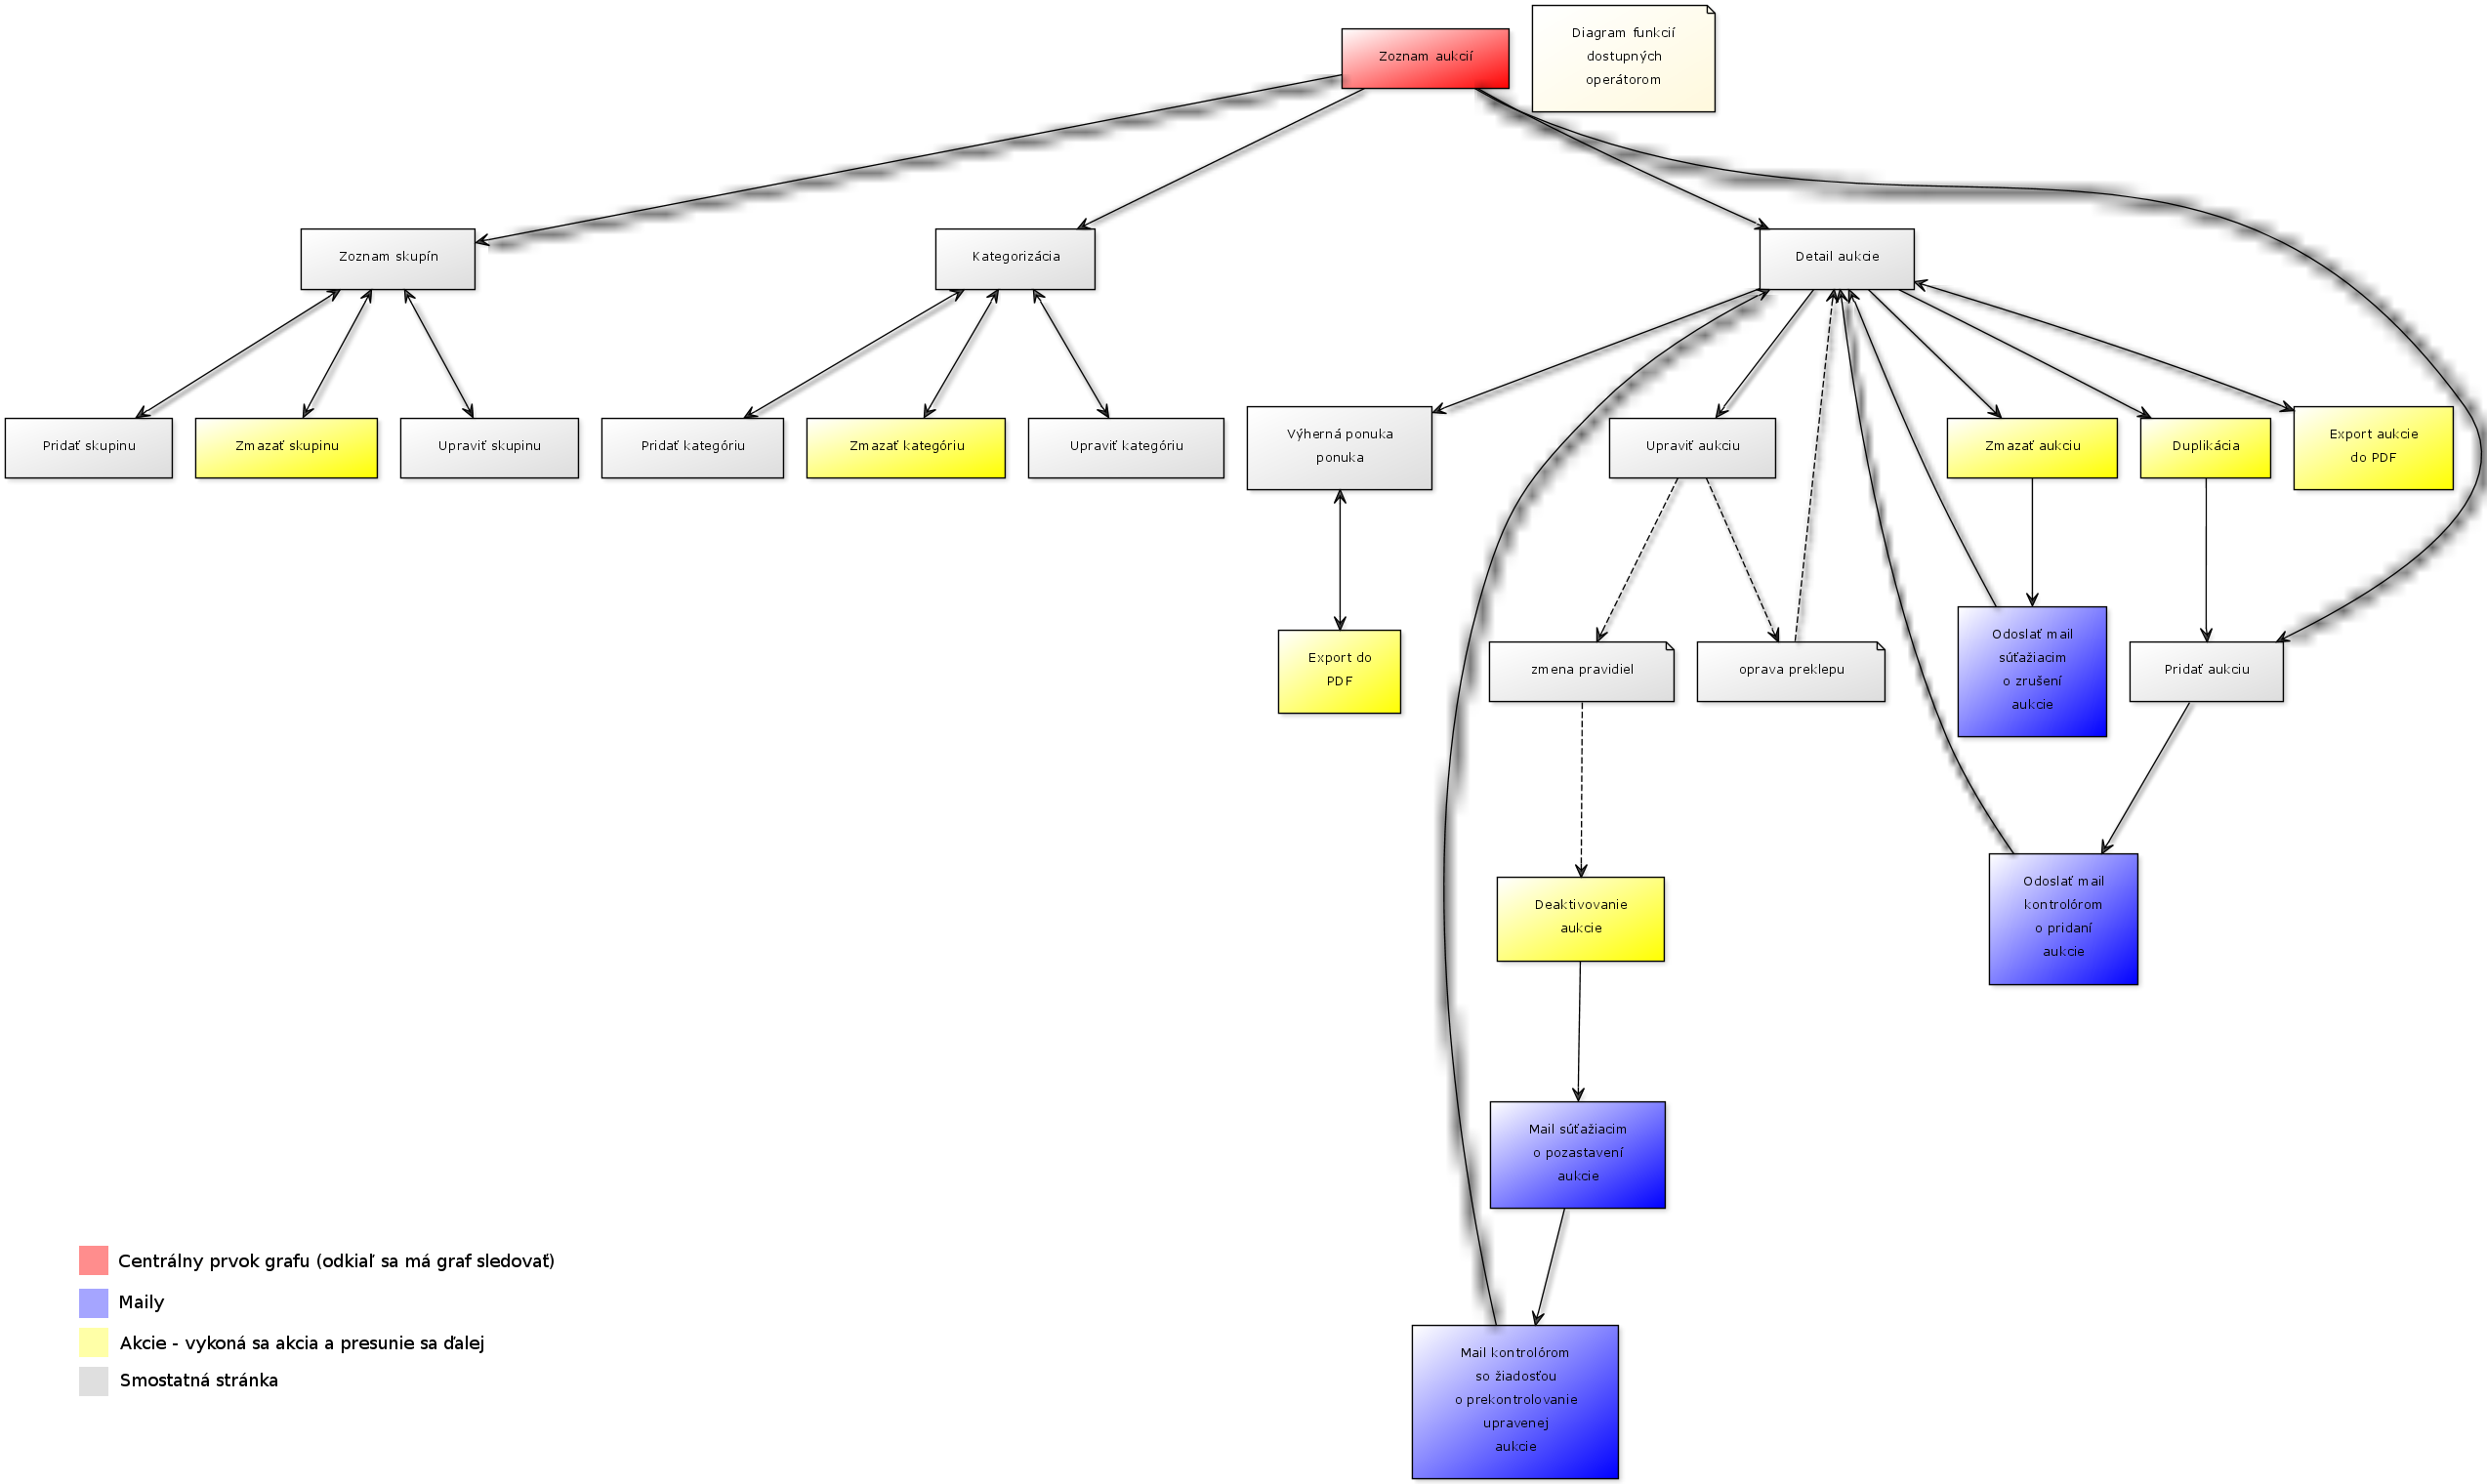 Zoznam aukcií
Diagram funkcií
dostupných
operátorom
Zoznam skupín
Kategorizácia
Detail aukcie
Pridať skupinu
Zmazať skupinu
Upraviť skupinu
Pridať kategóriu
Zmazať kategóriu
Upraviť kategóriu
Výherná ponuka
ponuka
Upraviť aukciu
Zmazať aukciu
Duplikácia
Export aukcie
do PDF
Export do
PDF
zmena pravidiel
oprava preklepu
Odoslať mail
súťažiacim
o zrušení
aukcie
Pridať aukciu
Deaktivovanie
aukcie
Odoslať mail
kontrolórom
o pridaní
aukcie
Mail súťažiacim
o pozastavení
aukcie
Mail kontrolórom
so žiadosťou
o prekontrolovanie
upravenej
aukcie
Centrálny prvok grafu (odkiaľ sa má graf sledovať)
Maily
Akcie - vykoná sa akcia a presunie sa ďalej
Smostatná stránka